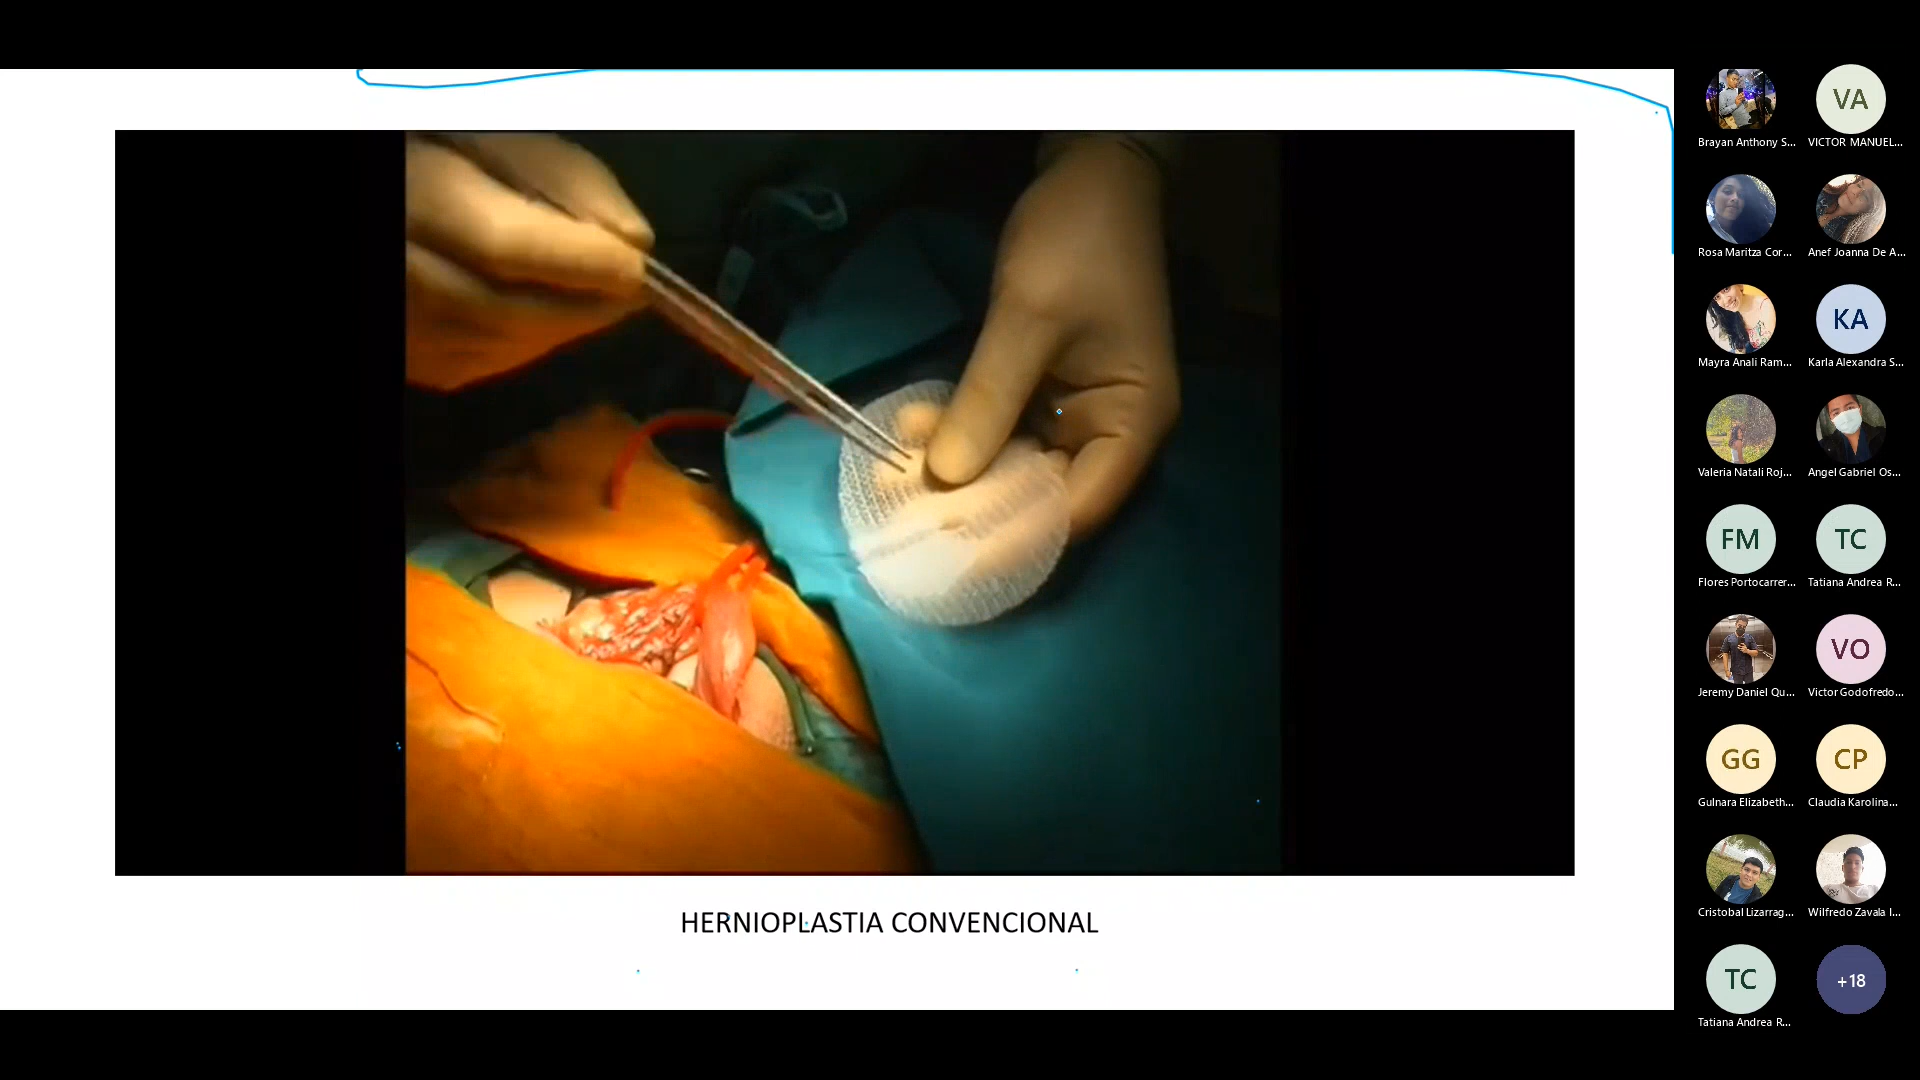 HERNIOPLASTIA CONVENCIONAL
VA
Brayan Anthony S...
VICTOR MANUEL...
Rosa Maritza Cor...
Anef Joanna De A...
KA
Mayra Anali Ram...
Karla Alexandra S...
Valeria Natali Roj...
Angel Gabriel Os...
FM
TC
Flores Portocarrer...
Tatiana Andrea R...
VO
Jeremy Daniel Qu...
Victor Godofredo...
GG
CP
Gulnara Elizabeth...
Claudia Karolina...
Cristobal Lizarrag...
Wilfredo Zavala I...
TC
+18
Tatiana Andrea R...